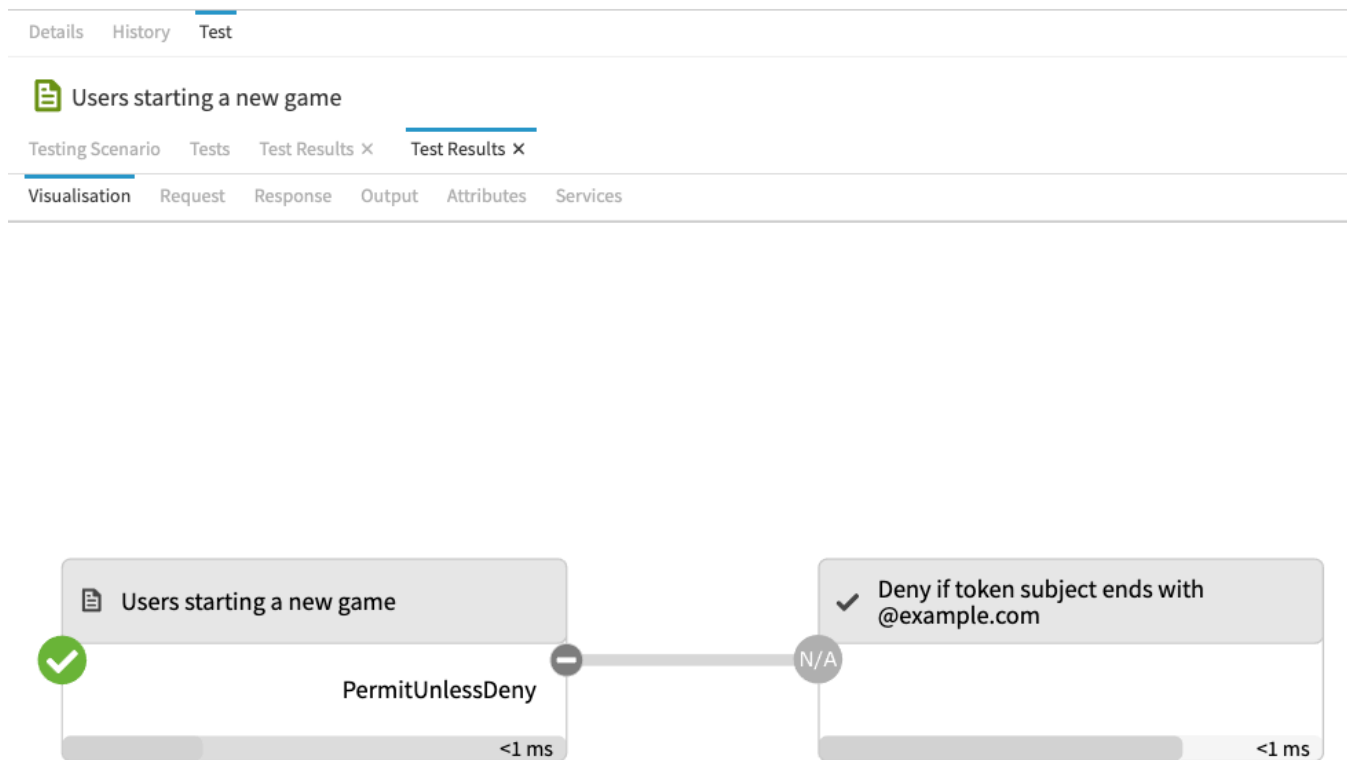 Details History Test
Users starting a new game
Testing Scenario Tests Test Results × Test Results ×
Visualisation Request Response Output Attributes Services
Users starting a new game
PermitUnlessDeny
<1 ms
Deny if token subject ends with
@example.com
N/A
<1 ms